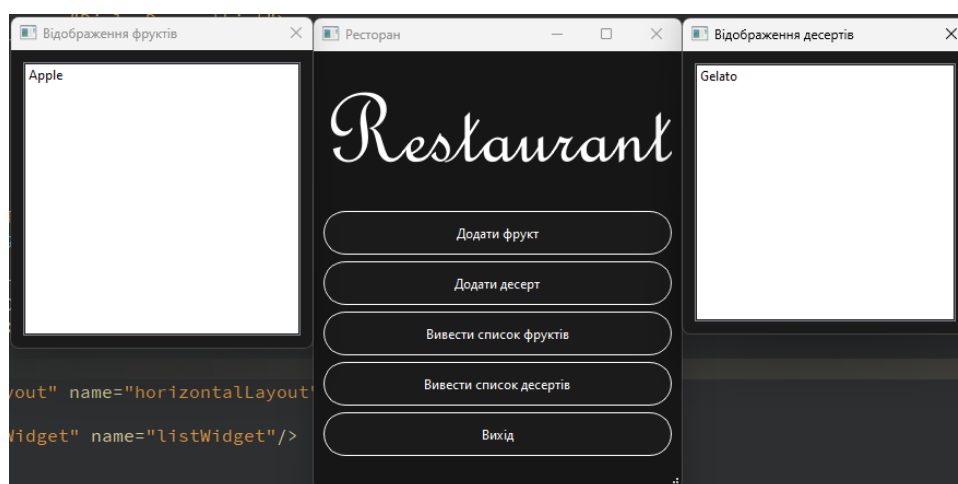 Відображення фруктів
Apple
Ресторан
Restaurant
Додати фрукт
Додати десерт
Вивести список фруктів
Вивести список десертів
Вихід
Відображення десертів
Gelato
yout" name="horizontalLayout"
Widget" name="listWidget"/>